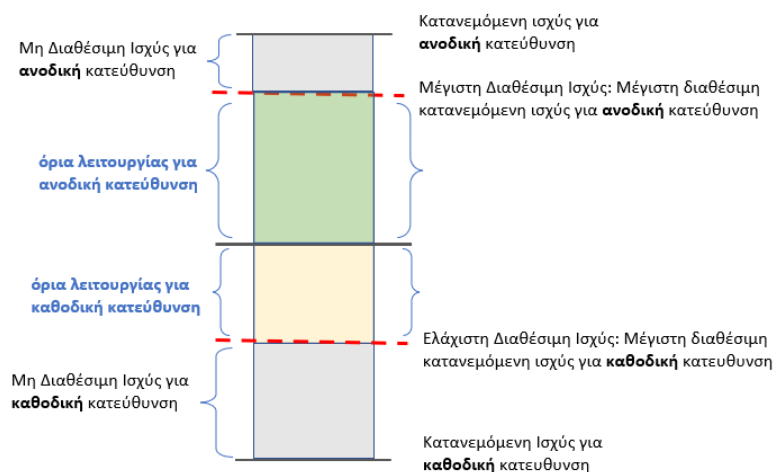 Κατανεμόμενη ισχύς για
ανοδική κατεύθυνση
Μη Διαθέσιμη Ισχύς για
ανοδική κατεύθυνση
Μέγιστη Διαθέσιμη Ισχύς: Μέγιστη διαθέσιμη
κατανεμόμενη ισχύς για ανοδική κατεύθυνση
όρια λειτουργίας για
ανοδική κατεύθυνση
όρια λειτουργίας για
καθοδική κατεύθυνση
Ελάχιστη Διαθέσιμη Ισχύς: Μέγιστη διαθέσιμη
κατανεμόμενη ισχύς για καθοδική κατευθυνση
Μη Διαθέσιμη Ισχύς για
καθοδική κατεύθυνση
Κατανεμόμενη Ισχύς για
καθοδική κατευθυνση